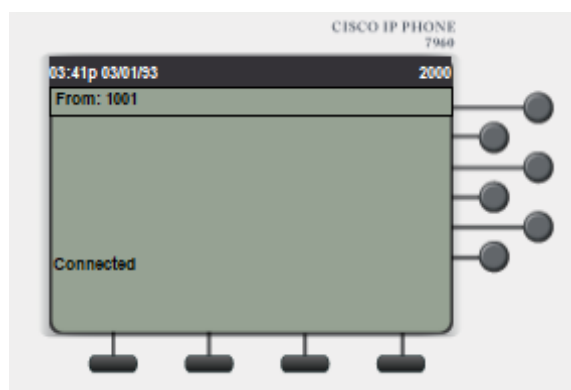 CISCO IP PHONE
7960
03:41p 03/01/93 2000
From: 1001
Connected